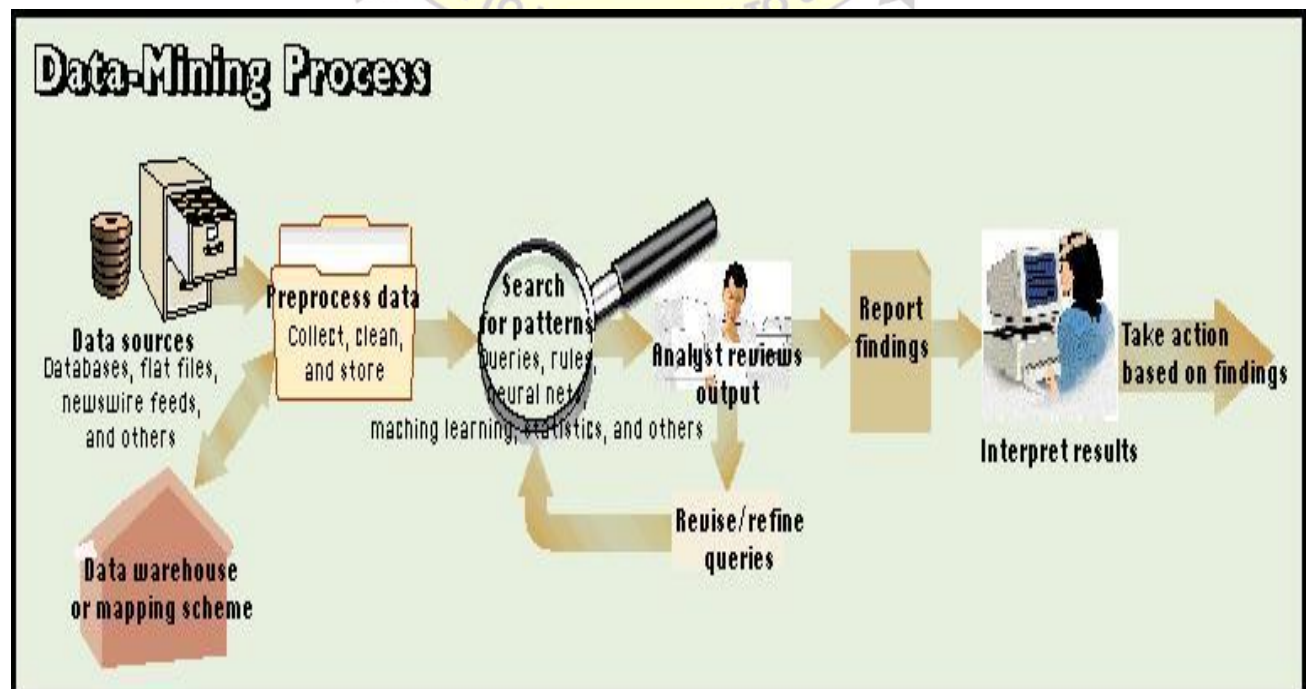 Data-Mining Process
Data sources
Databases, flat files,
newswire feeds,
and others
Preprocess data
Collect, clean,
and store
Data warehouse
or mapping scheme
Search
for patterns
Queries, rules,
neural nets,
maching learning, statistics, and others
Analyst reviews
output
Revise/refine
queries
Report
findings
Interpret results
Take action
based on findings